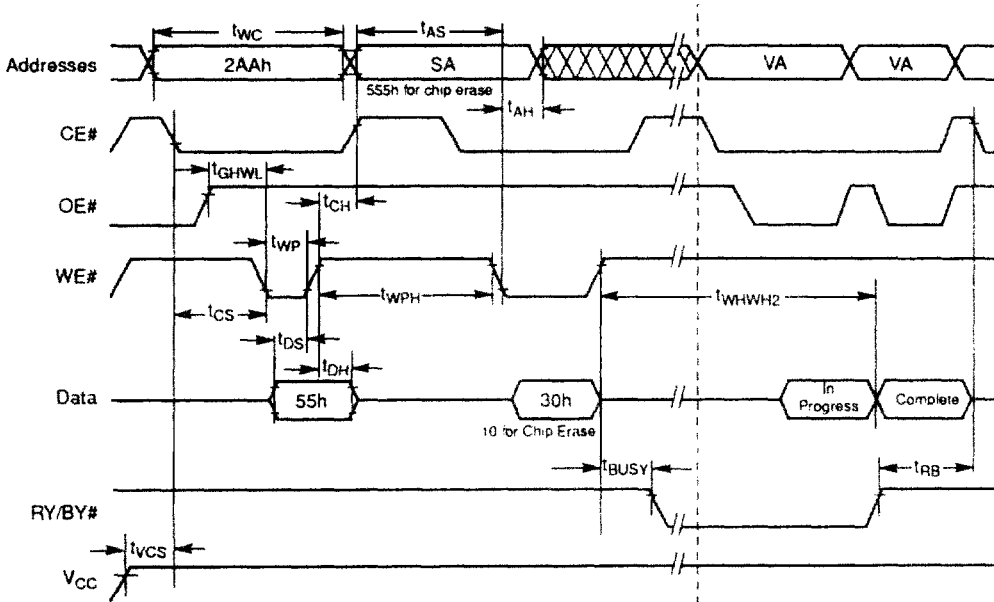 tWC
tAS
Addresses
2AAh
SA
VA
VA
555h for chip erase
tAH
CE#
tGHWL
OE#
tCH
tWP
WE#
tWPH
tWHWH2
tCS
tDS
tDH
Data
55h
30h
In
Progress
Complete
10 for Chip Erase
tBUSY
tRB
RY/BY#
tVCS
VCC